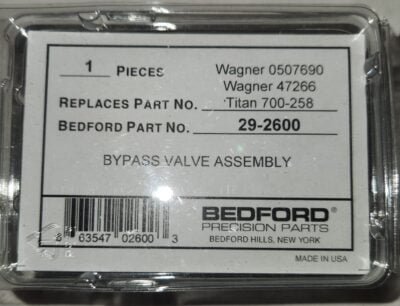 1 PIECES
Wagner 0507690
Wagner 47266
REPLACES PART NO. Titan 700-258
BEDFORD PART NO. 29-2600
BYPASS VALVE ASSEMBLY
BEDFORD®
PRECISION PARTS
BEDFORD HILLS, NEW YORK
8 63547 02600 3
MADE IN USA